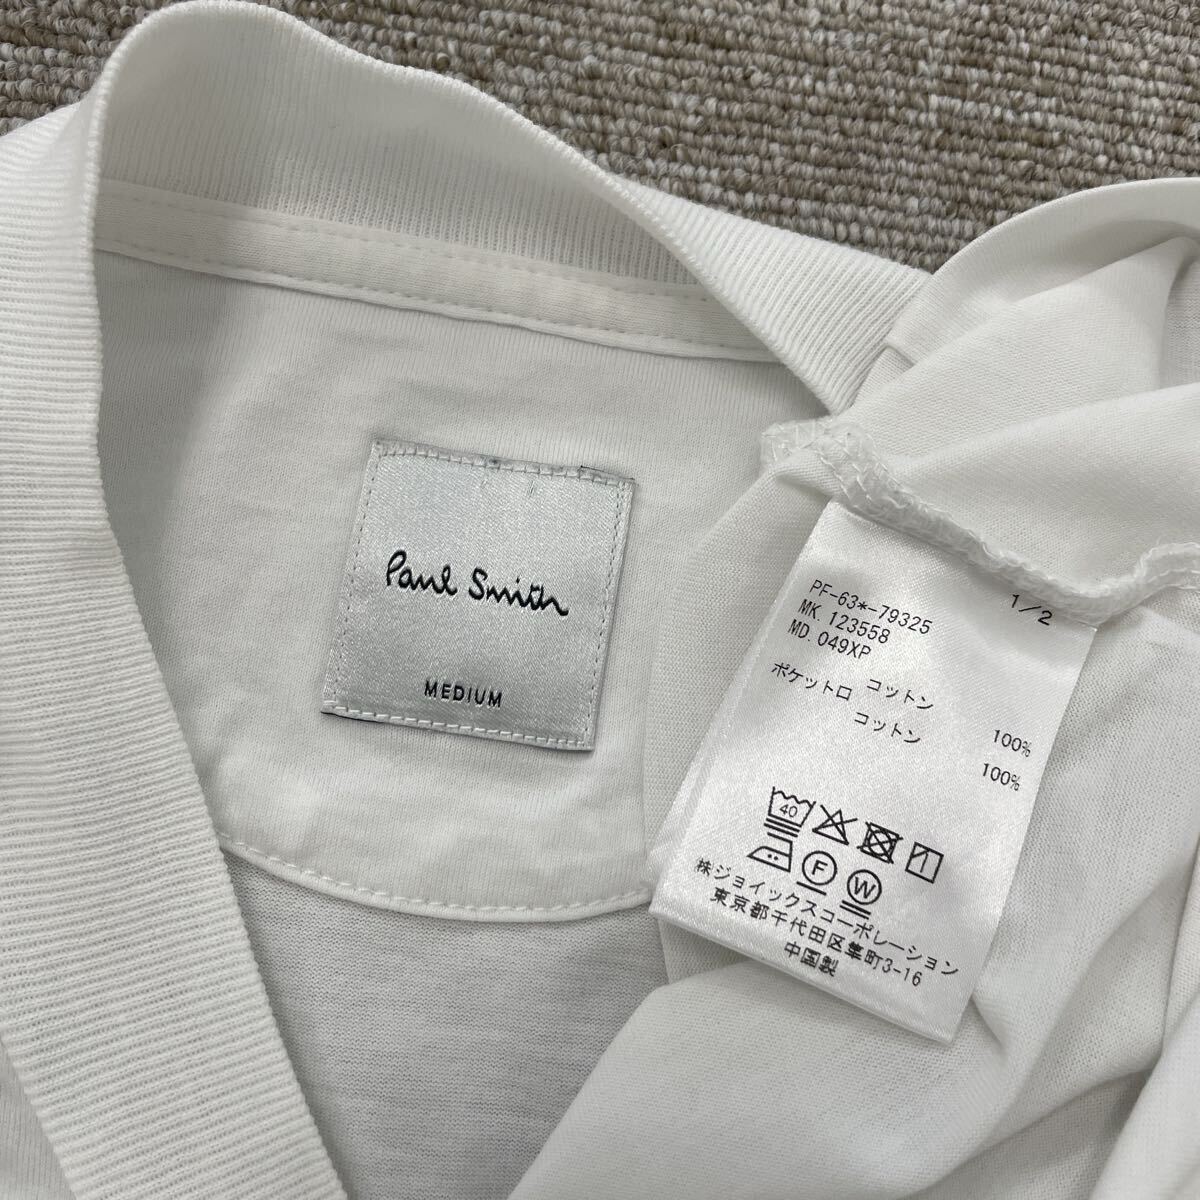 Paul Smith
MEDIUM
PF-63*-79325
1/2
MK. 123558
MD. 049XP
コットン 100%
ポケット口
コットン 100%
40
F
W
株ジョイックスコーポレーション
東京都千代田区隼町3-16
中国製